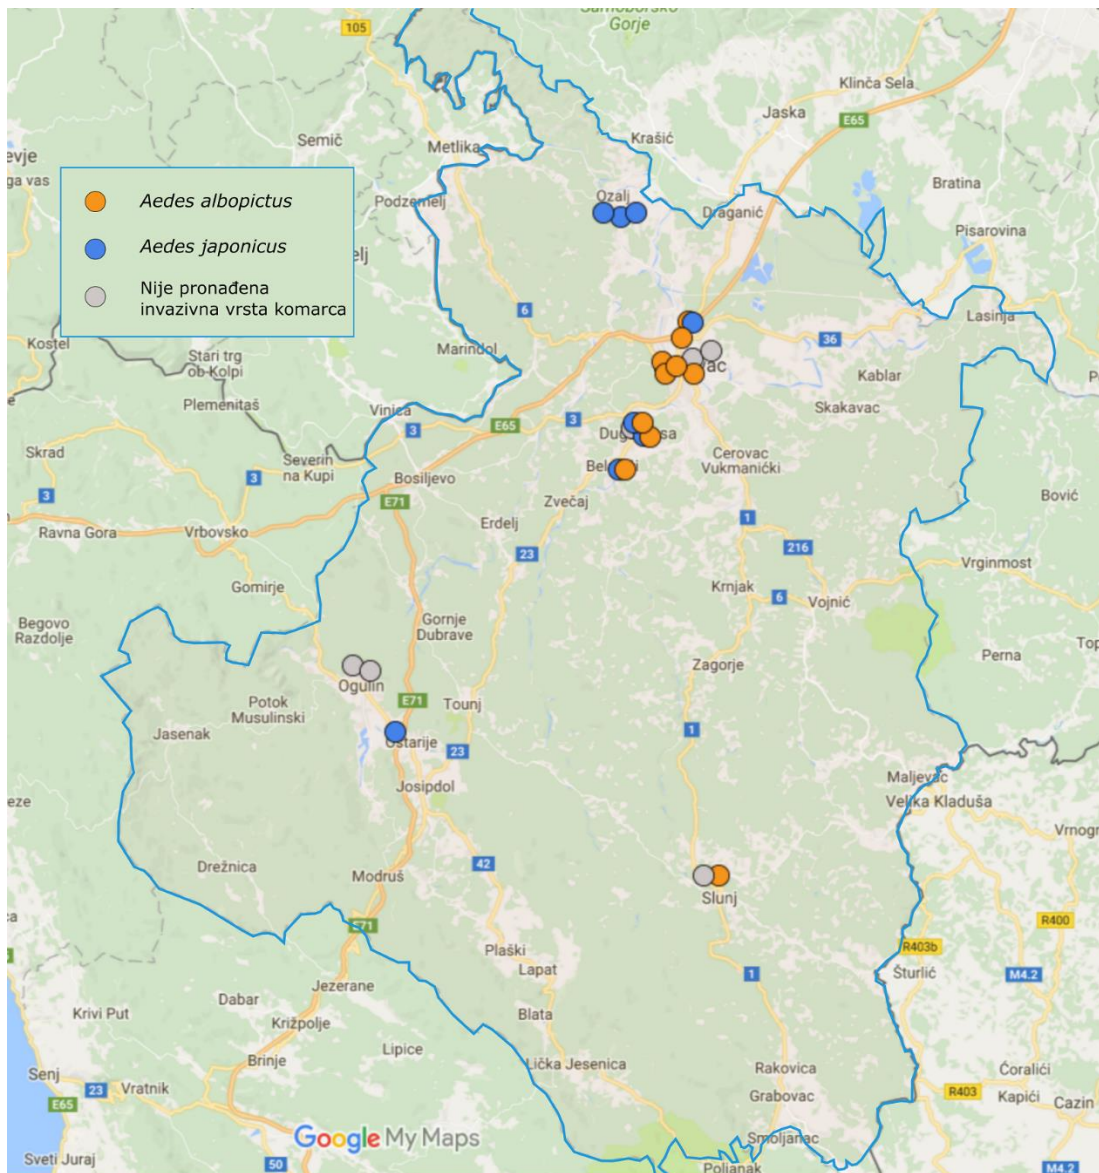 Samoborsko
Gorje
105
Klinča Sela
Jaska
E65
Semič
Metlika
Krašić
Bratina
ga vas
Podzemelj
Ozalj
Draganić
Pisarovina
Aedes albopictus
Aedes japonicus
Nije pronađena
invazivna vrsta komarca
6
36
Lasinja
Kostel
Stari trg
ob Kolpi
Marindol
Kablar
Plemenitaš
Vinica
3
E65
3
Skakavac
Skrad
Severin
na Kupi
Cerovac
Vukmanićki
3
3
Bosiljevo
Zvečaj
Bović
E71
Ravna Gora
Vrbovsko
Erdelj
1
23
216
Vrginmost
Gomirje
Krnjak
6
Vojnić
Begovo
Razdolje
Gornje
Dubrave
Perna
Zagorje
Ogulin
Potok
Musulinski
E71
Tounj
Jasenak
1
Oštarije
23
Josipdol
Maljevac
Velika Kladuša
Drežnica
Modruš
42
Slunj
R400
E71
R403b
Plaški
Šturlić
Lapat
1
M4.2
Jezerane
Dabar
Krivi Put
Križpolje
Blata
Brinje
Lipice
Lička Jesenica
Rakovica
Ćoralići
Senj
23
Vratnik
R403
Kapići
Cazin
E65
Grabovac
Google My Maps
Smoljanac
Sveti Juraj
50
Poljanak
M4.2